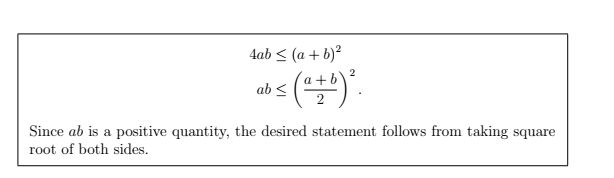 4ab ≤ (a + b)²
ab ≤ ((a + b)/2)².
Since ab is a positive quantity, the desired statement follows from taking square
root of both sides.